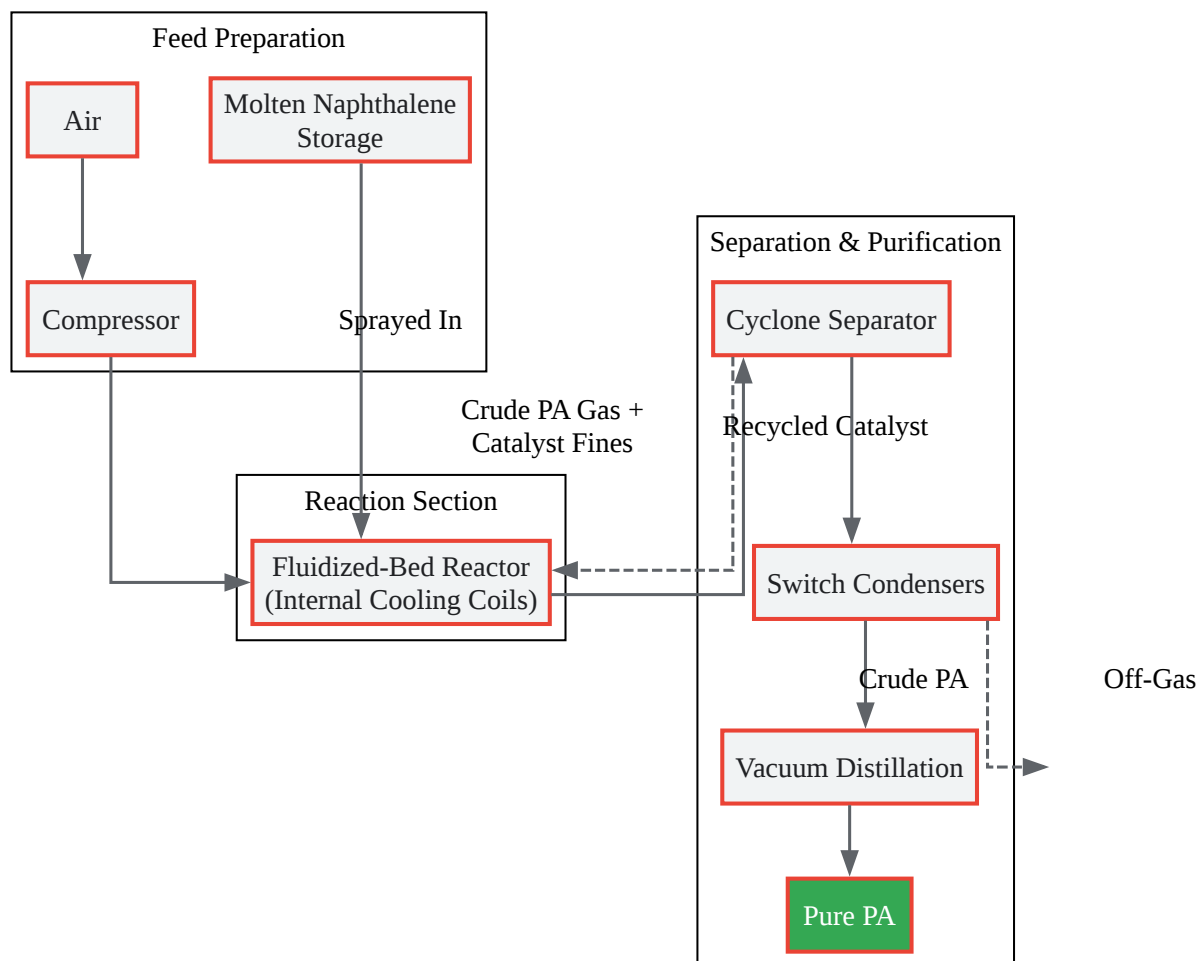 Feed Preparation
Air
Molten Naphthalene
Storage
Compressor
Sprayed In
Separation & Purification
Cyclone Separator
Crude PA Gas +
Catalyst Fines
Recycled Catalyst
Reaction Section
Fluidized-Bed Reactor
(Internal Cooling Coils)
Switch Condensers
Crude PA
Off-Gas
Vacuum Distillation
Pure PA